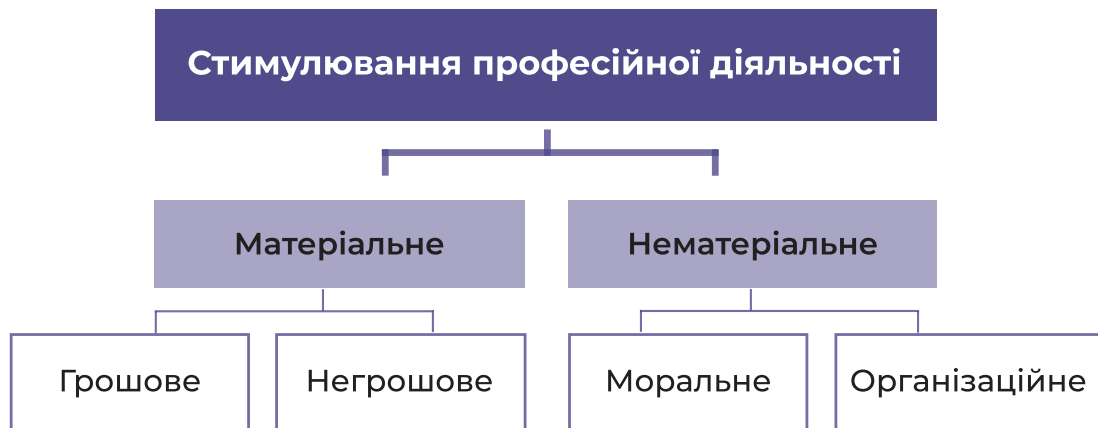 Стимулювання професійної діяльності
Матеріальне
Нематеріальне
Грошове
Негрошове
Моральне
Організаційне